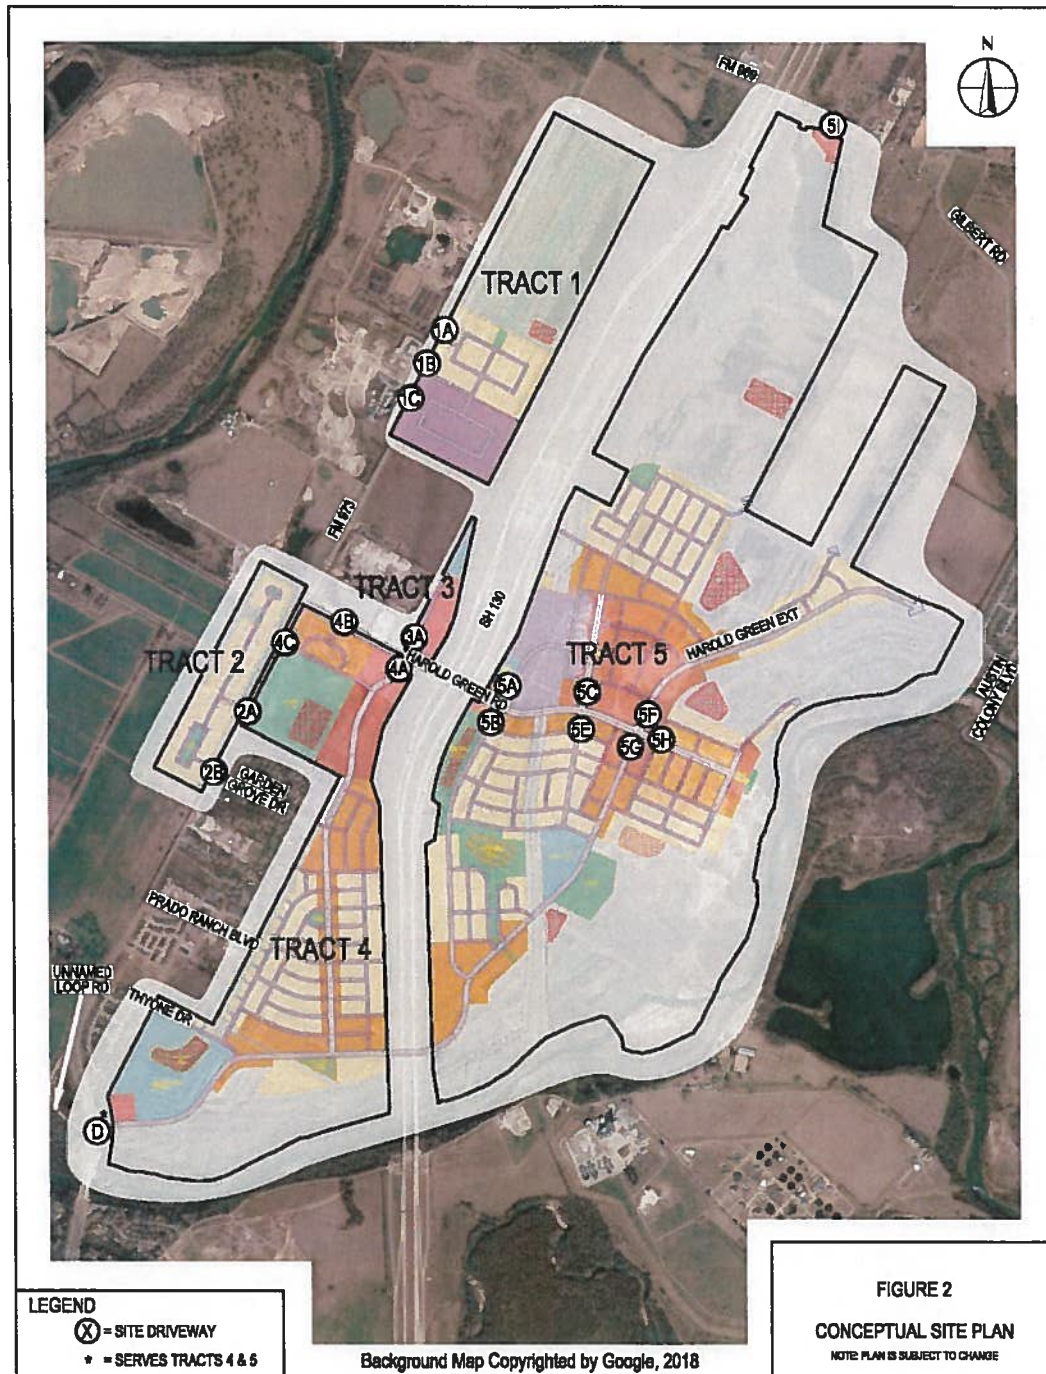 N
FM 969
5I
GILBERT RD
TRACT 1
1A
1B
1C
FM 973
TRACT 3
SH 130
4B
3A
4C
TRACT 2
4A
HAROLD GREEN RD
TRACT 5
HAROLD GREEN EXT
5A
5C
AUSTIN
COLONY BLVD
2A
5B
5E
5F
5G
5H
2B
GARDEN
GROVE DR
PRADO RANCH BLVD
TRACT 4
UNNAMED
LOOP RD
THYONE DR
*
D
LEGEND
X = SITE DRIVEWAY
* = SERVES TRACTS 4 & 5
Background Map Copyrighted by Google, 2018
FIGURE 2
CONCEPTUAL SITE PLAN
NOTE: PLAN IS SUBJECT TO CHANGE